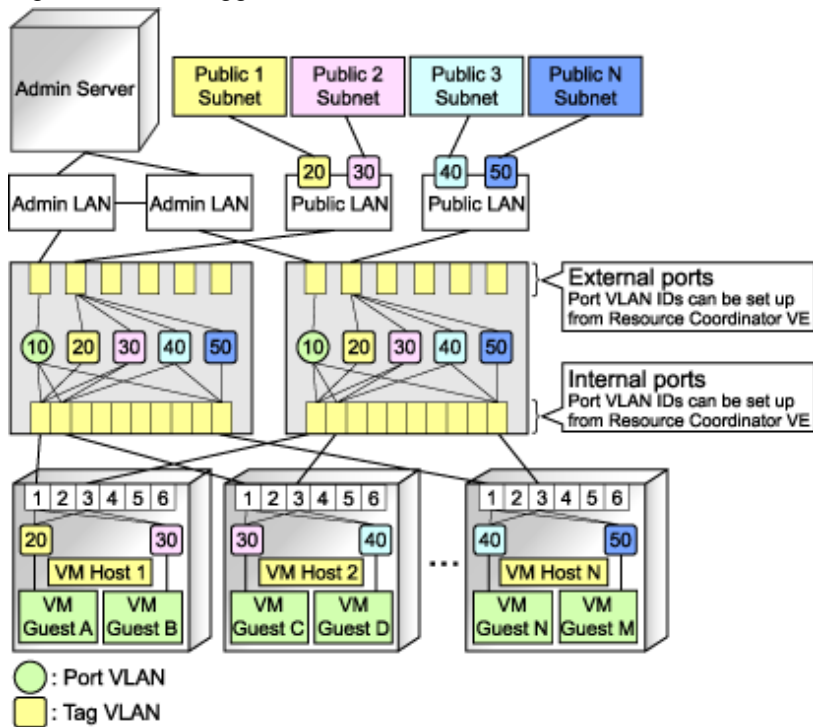 Admin Server
Public 1
Subnet
Public 2
Subnet
Public 3
Subnet
Public N
Subnet
20
30
40
50
Admin LAN
Admin LAN
Public LAN
Public LAN
External ports
Port VLAN IDs can be set up
from Resource Coordinator VE
10
20
30
40
50
10
20
30
40
50
Internal ports
Port VLAN IDs can be set up
from Resource Coordinator VE
1 2 3 4 5 6
1 2 3 4 5 6
1 2 3 4 5 6
20
30
30
40
...
40
50
VM Host 1
VM Host 2
VM Host N
VM
Guest A
VM
Guest B
VM
Guest C
VM
Guest D
VM
Guest N
VM
Guest M
: Port VLAN
: Tag VLAN